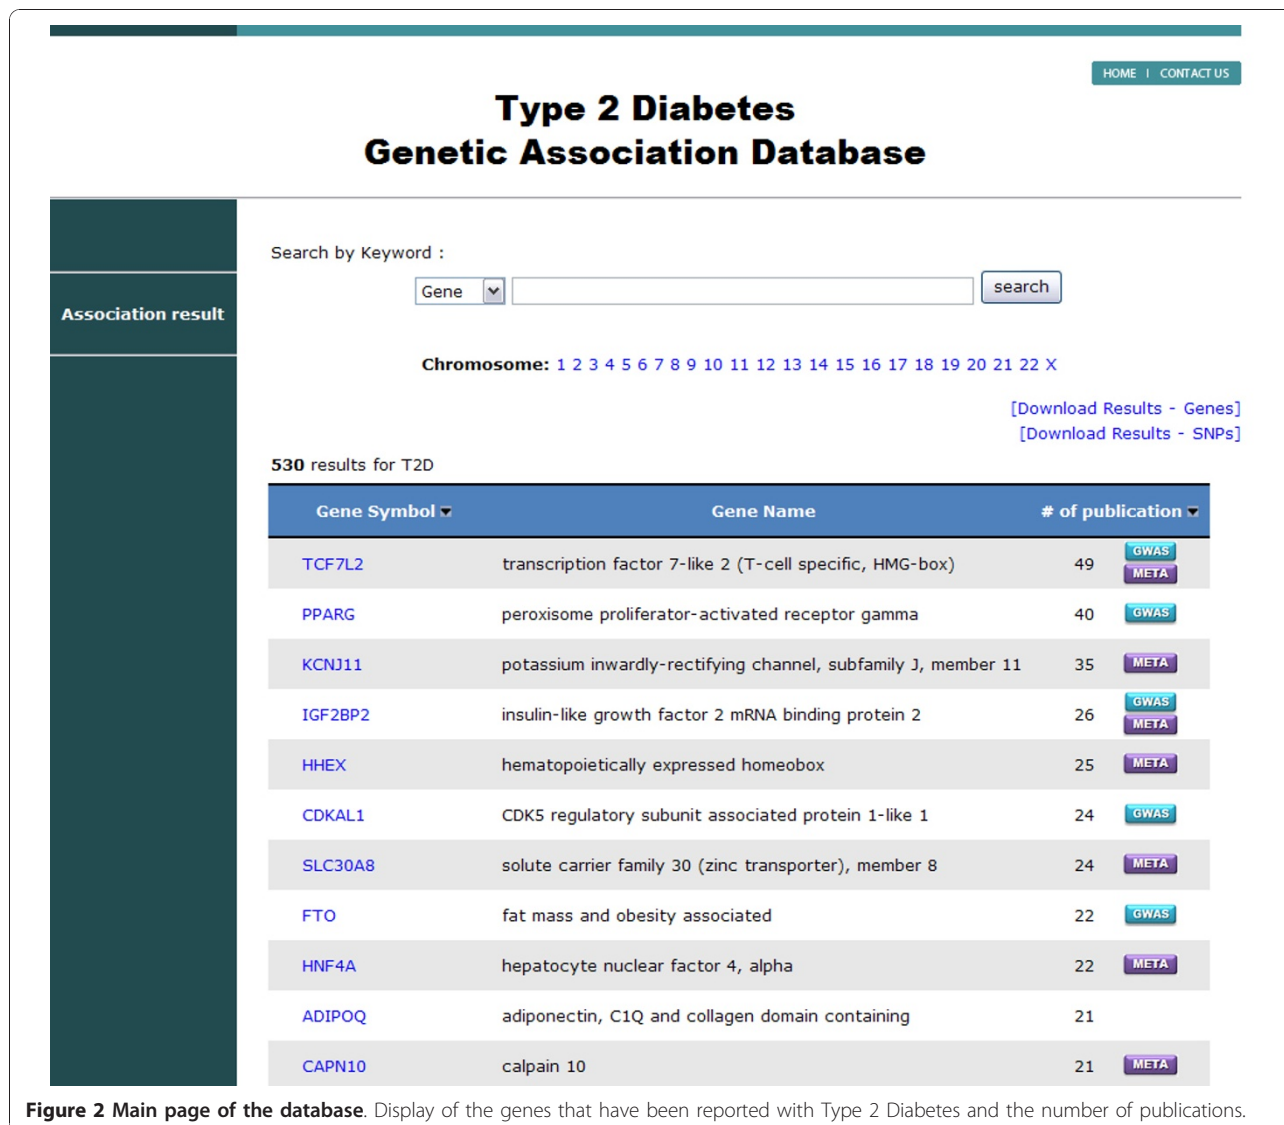 HOME | CONTACT US
Type 2 Diabetes
Genetic Association Database
Association result
Search by Keyword :
Gene search
Chromosome: 1 2 3 4 5 6 7 8 9 10 11 12 13 14 15 16 17 18 19 20 21 22 X
[Download Results - Genes]
[Download Results - SNPs]
530 results for T2D
Gene Symbol Gene Name # of publication
TCF7L2 transcription factor 7-like 2 (T-cell specific, HMG-box) 49 GWAS META
PPARG peroxisome proliferator-activated receptor gamma 40 GWAS
KCNJ11 potassium inwardly-rectifying channel, subfamily J, member 11 35 META
IGF2BP2 insulin-like growth factor 2 mRNA binding protein 2 26 GWAS META
HHEX hematopoietically expressed homeobox 25 META
CDKAL1 CDK5 regulatory subunit associated protein 1-like 1 24 GWAS
SLC30A8 solute carrier family 30 (zinc transporter), member 8 24 META
FTO fat mass and obesity associated 22 GWAS
HNF4A hepatocyte nuclear factor 4, alpha 22 META
ADIPOQ adiponectin, C1Q and collagen domain containing 21
CAPN10 calpain 10 21 META
Figure 2 Main page of the database. Display of the genes that have been reported with Type 2 Diabetes and the number of publications.